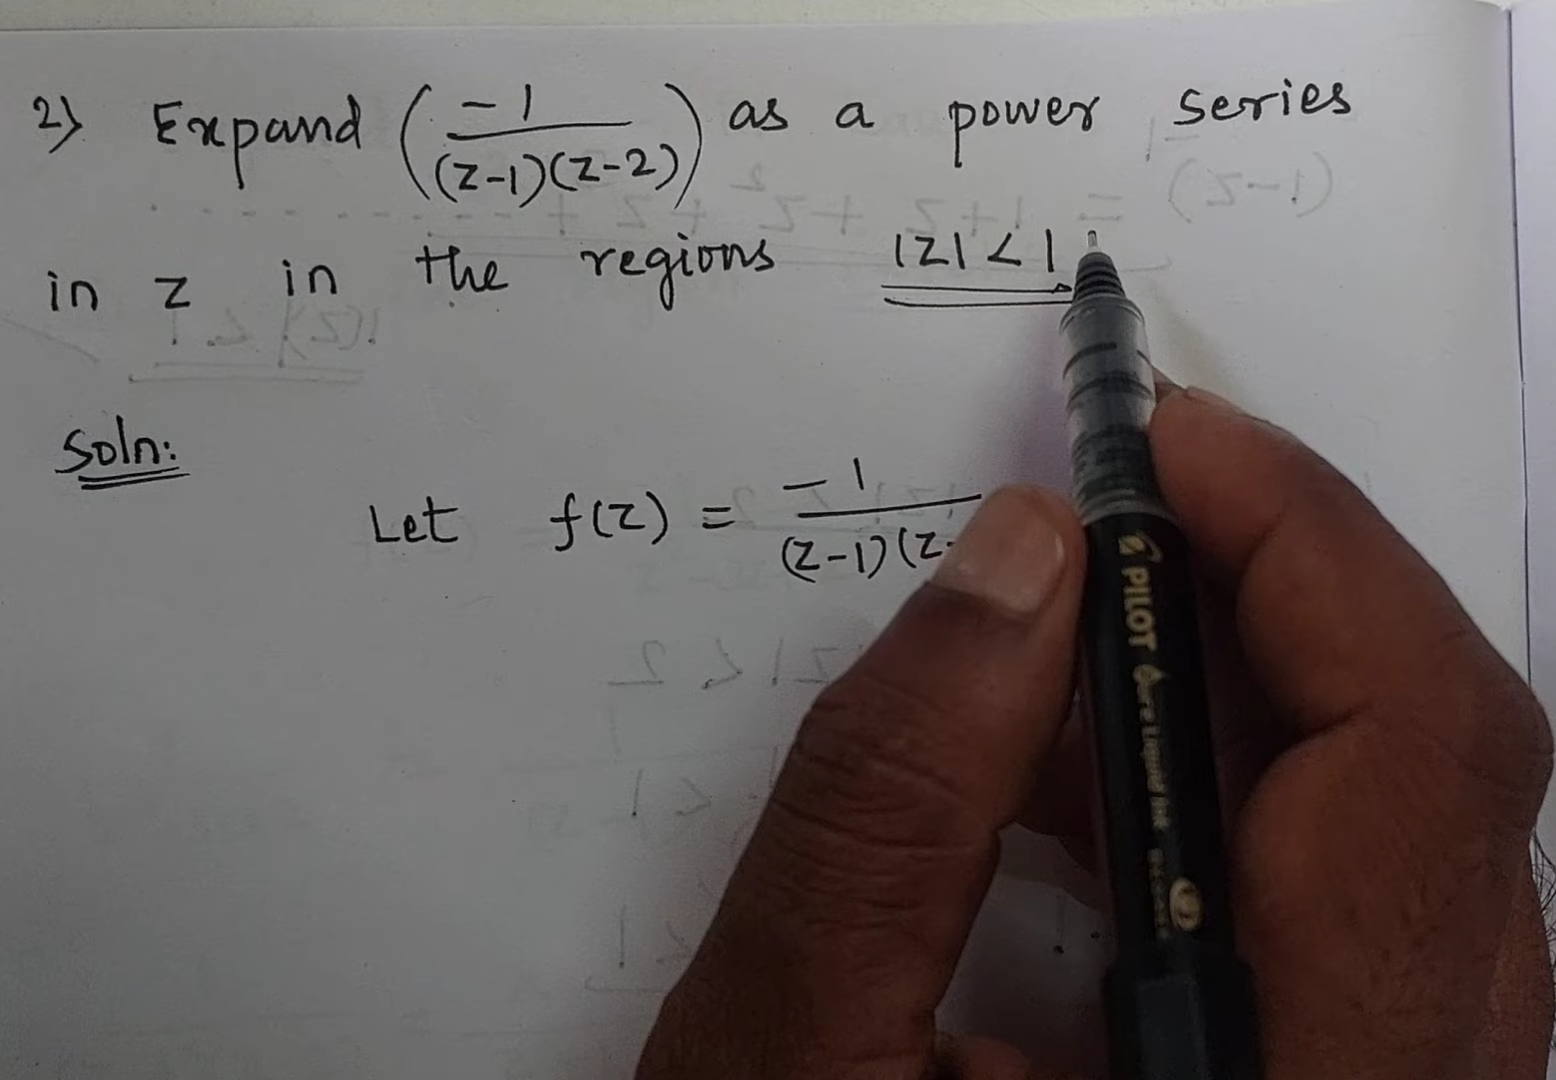 2) Expand (-1/(z-1)(z-2)) as a power series
in z in the regions |z| < 1
Soln:
Let f(z) = -1/(z-1)(z-
PILOT